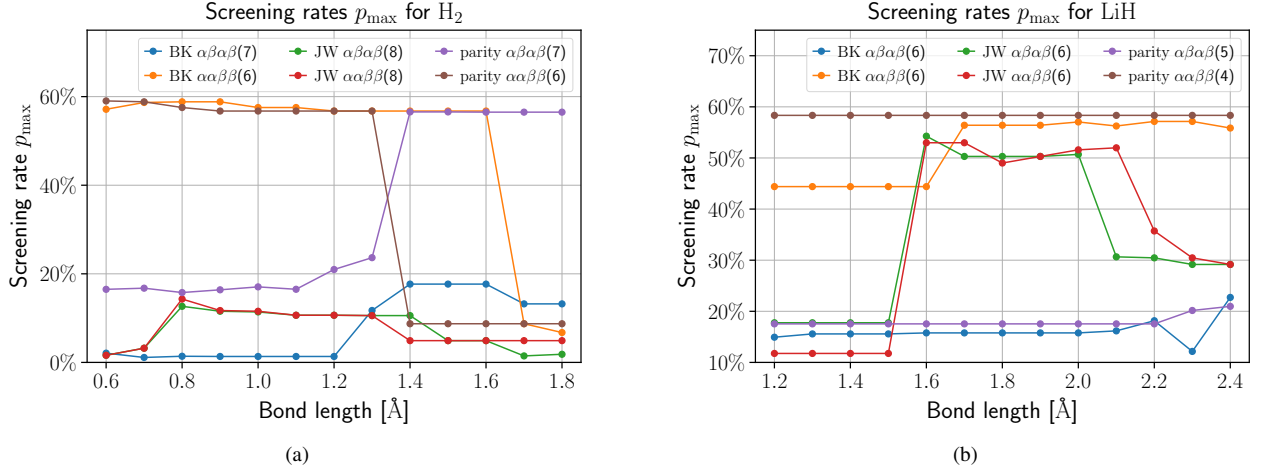 Screening rates p_max for H₂
BK αβαβ(7) JW αβαβ(8) parity αβαβ(7)
BK ααββ(6) JW ααββ(8) parity ααββ(6)
Screening rate p_max
60%
40%
20%
0%
0.6 0.8 1.0 1.2 1.4 1.6 1.8
Bond length [Å]
(a)
Screening rates p_max for LiH
BK αβαβ(6) JW αβαβ(6) parity αβαβ(5)
BK ααββ(6) JW ααββ(6) parity ααββ(4)
Screening rate p_max
70%
60%
50%
40%
30%
20%
10%
1.2 1.4 1.6 1.8 2.0 2.2 2.4
Bond length [Å]
(b)